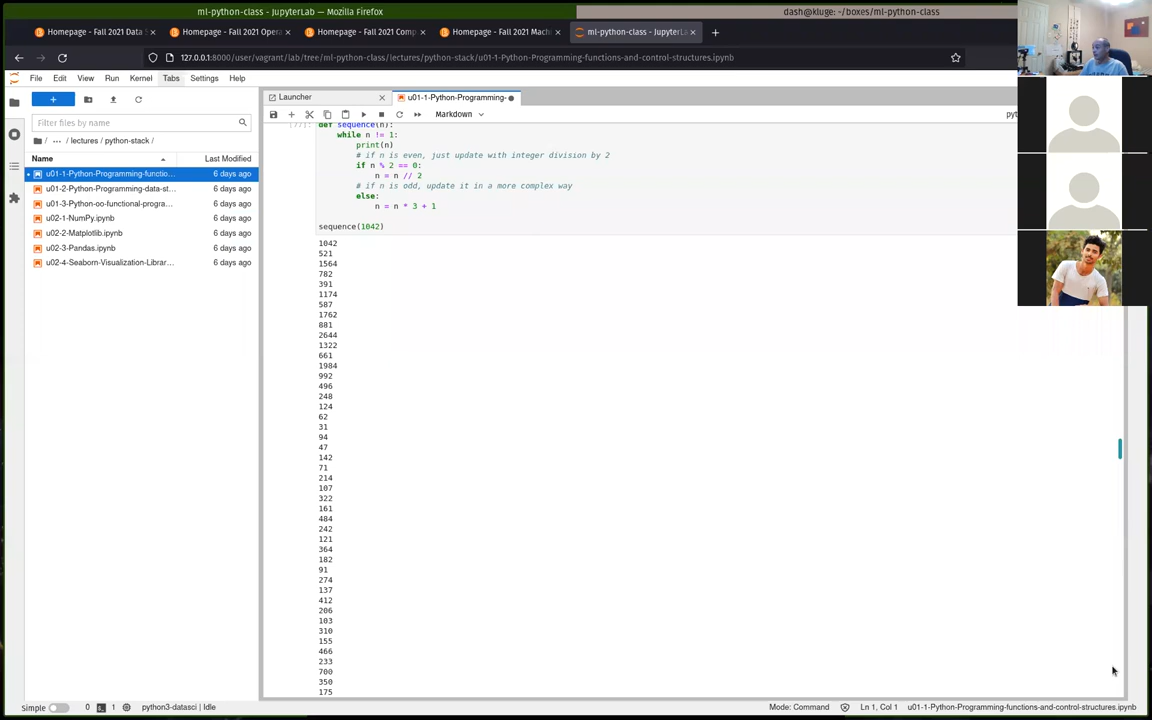 ml-python-class - JupyterLab — Mozilla Firefox
dash@kluge: ~/boxes/ml-python-class
Homepage - Fall 2021 Data S
Homepage - Fall 2021 Opera
Homepage - Fall 2021 Comp
Homepage - Fall 2021 Mach
ml-python-class - JupyterLa
127.0.0.1:8000/user/vagrant/lab/tree/ml-python-class/lectures/python-stack/u01-1-Python-Programming-functions-and-control-structures.ipynb
File Edit View Run Kernel Tabs Settings Help
Launcher
u01-1-Python-Programming-
Markdown
pyt
Filter files by name
/ ··· / lectures / python-stack /
Name Last Modified
u01-1-Python-Programming-functio... 6 days ago
u01-2-Python-Programming-data-st... 6 days ago
u01-3-Python-oo-functional-progra... 6 days ago
u02-1-NumPy.ipynb 6 days ago
u02-2-Matplotlib.ipynb 6 days ago
u02-3-Pandas.ipynb 6 days ago
u02-4-Seaborn-Visualization-Librar... 6 days ago
[77]: def sequence(n):
while n != 1:
print(n)
# if n is even, just update with integer division by 2
if n % 2 == 0:
n = n // 2
# if n is odd, update it in a more complex way
else:
n = n * 3 + 1
sequence(1042)
1042
521
1564
782
391
1174
587
1762
881
2644
1322
661
1984
992
496
248
124
62
31
94
47
142
71
214
107
322
161
484
242
121
364
182
91
274
137
412
206
103
310
155
466
233
700
350
175
Simple 0 1 python3-datasci | Idle
Mode: Command Ln 1, Col 1 u01-1-Python-Programming-functions-and-control-structures.ipynb